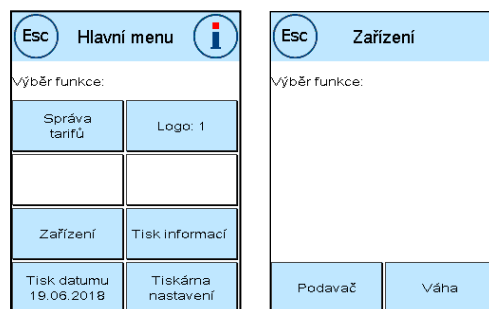 Esc Hlavní menu i
Výběr funkce:
Správa
tarifů
Logo: 1
Zařízení
Tisk informací
Tisk datumu
19.06.2018
Tiskárna
nastavení
Esc Zařízení
Výběr funkce:
Podavač
Váha